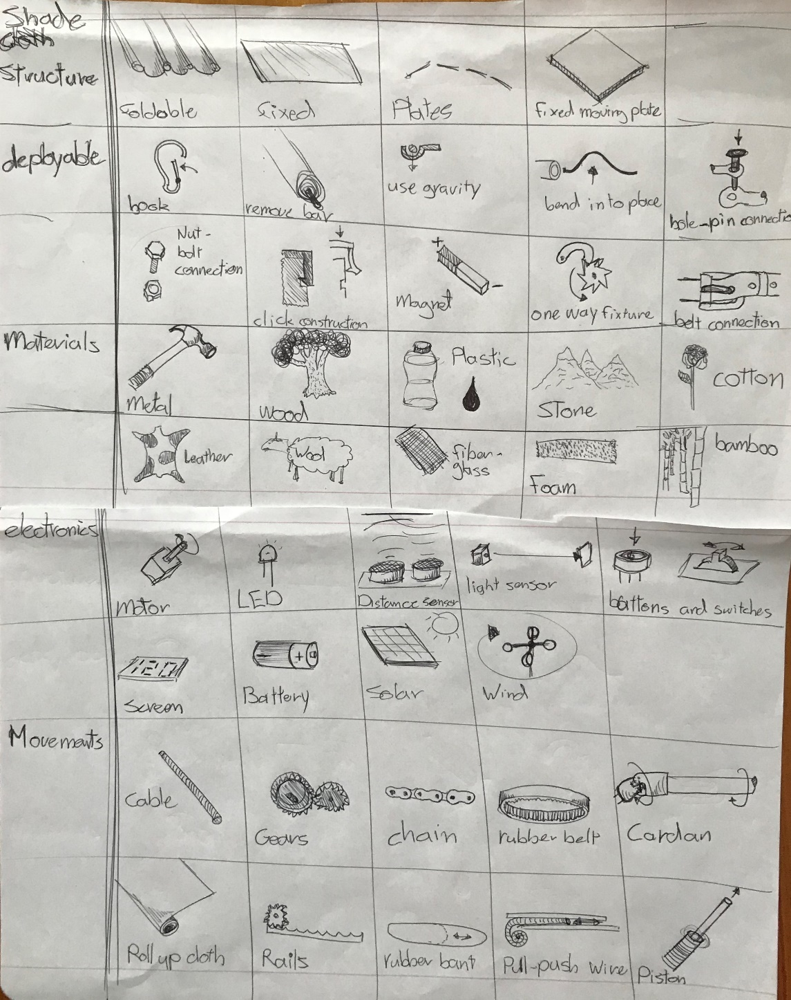 Shade
cloth
Structure
foldable
fixed
Plates
fixed moving plate
deployable
hook
remove bar
use gravity
bend into place
hole-pin connectio
Nut-
bolt
connection
click construction
+
-
Magnet
one way fixture
belt connection
Materials
Metal
Wood
Plastic
Stone
cotton
Leather
Wool
fiber-
glass
Foam
bamboo
electronics
Motor
LED
Distance sensor
light sensor
buttons and switches
Screen
- +
Battery
Solar
Wind
Movements
Cable
Gears
chain
rubber belt
Cardan
Roll up cloth
Rails
rubber bant
Pull-push wire
Piston